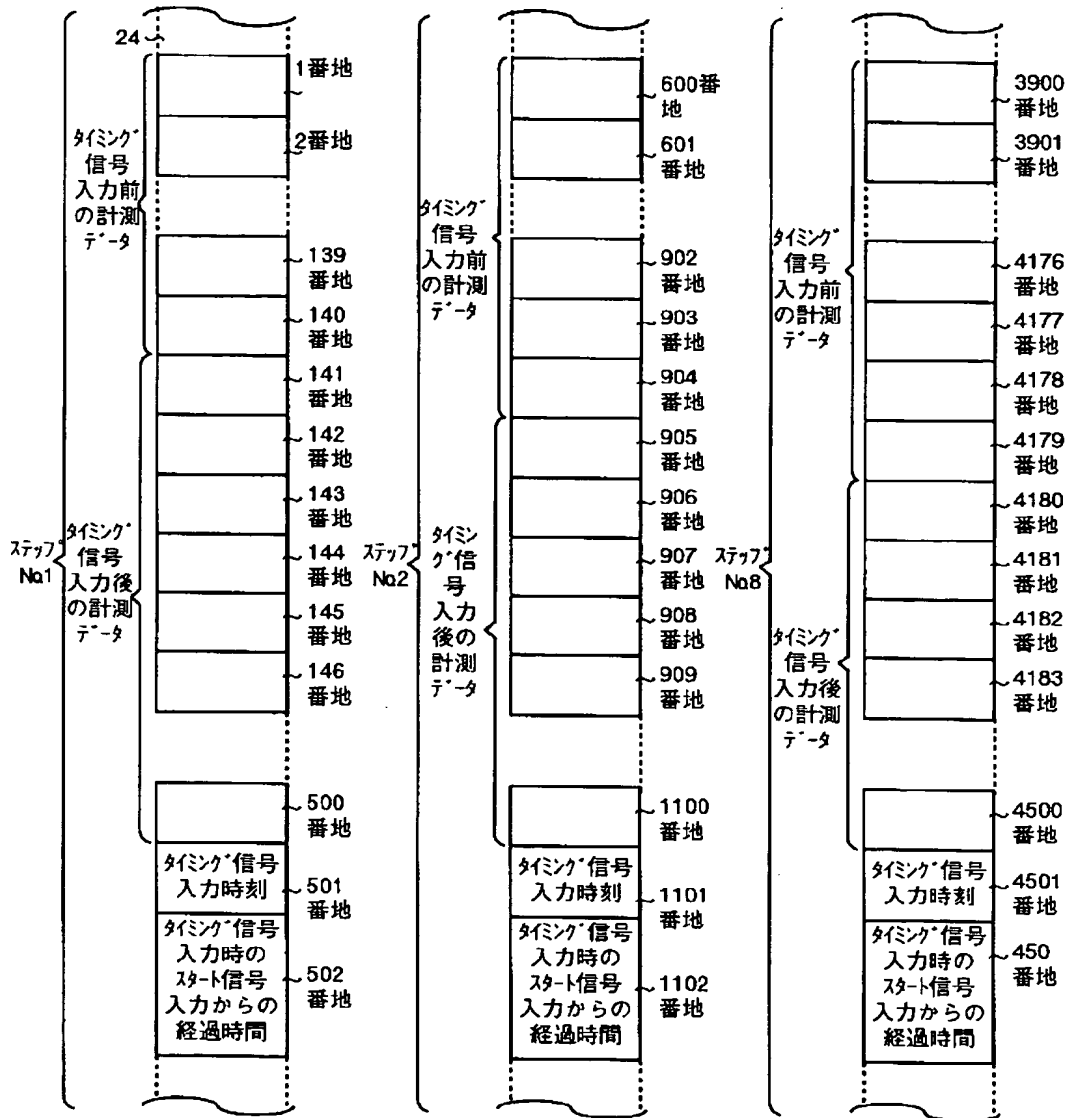 24
1番地
2番地
タイミング
信号
入力前
の計測
データ
139
番地
140
番地
141
番地
142
番地
143
番地
144
番地
145
番地
146
番地
ステップ
No.1
タイミング
信号
入力後
の計測
データ
500
番地
タイミング信号
入力時刻
501
番地
タイミング信号
入力時の
スタート信号
入力からの
経過時間
502
番地
600番
地
601
番地
タイミング
信号
入力前
の計測
データ
902
番地
903
番地
904
番地
905
番地
906
番地
907
番地
908
番地
909
番地
ステップ
No.2
タイミン
グ信
号
入力
後の
計測
データ
1100
番地
タイミング信号
入力時刻
1101
番地
タイミング信号
入力時の
スタート信号
入力からの
経過時間
1102
番地
3900
番地
3901
番地
タイミング
信号
入力前
の計測
データ
4176
番地
4177
番地
4178
番地
4179
番地
4180
番地
4181
番地
4182
番地
4183
番地
ステップ
No.8
タイミング
信号
入力後
の計測
データ
4500
番地
タイミング信号
入力時刻
4501
番地
タイミング信号
入力時の
スタート信号
入力からの
経過時間
450
番地